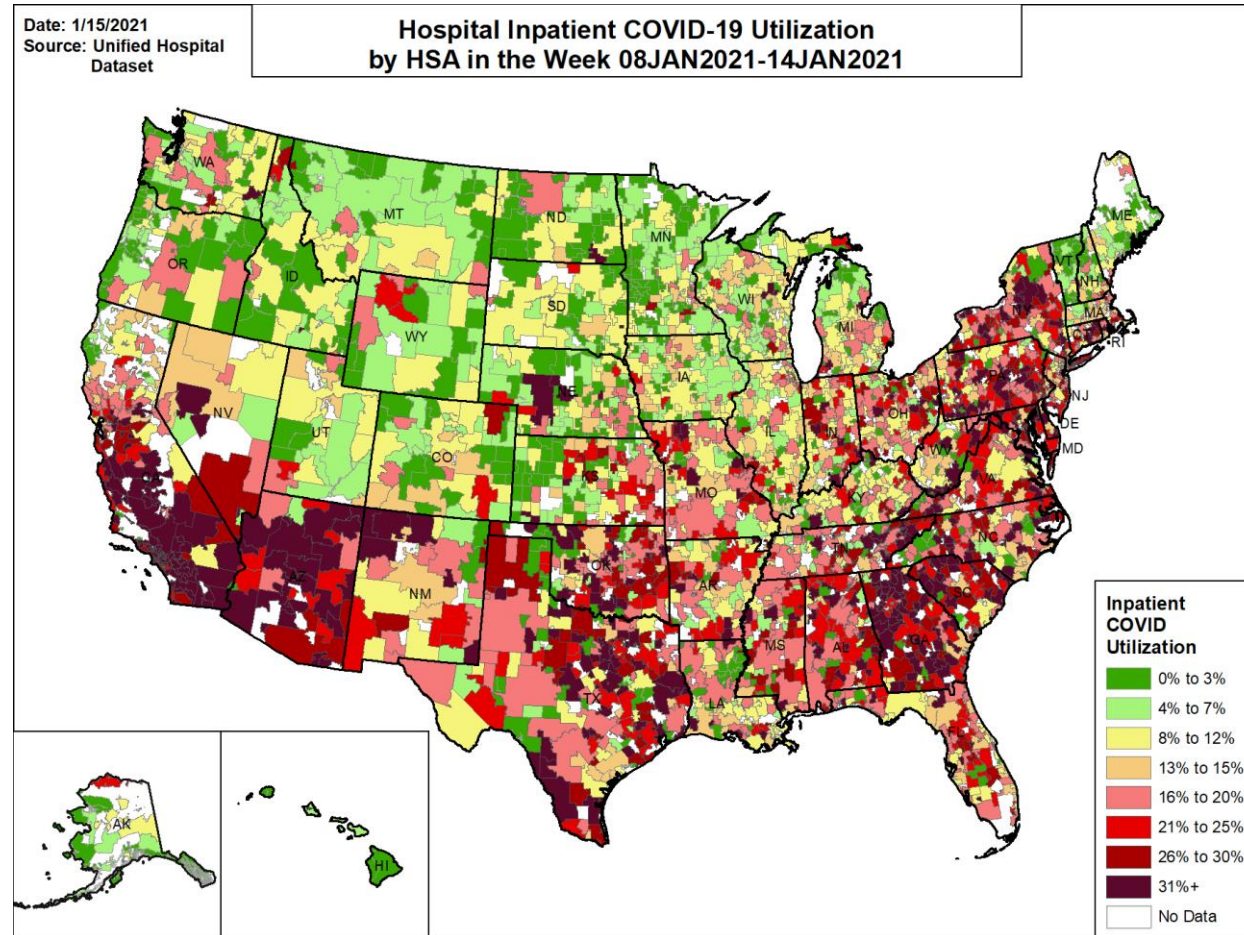 Date: 1/15/2021
Source: Unified Hospital
Dataset
Hospital Inpatient COVID-19 Utilization
by HSA in the Week 08JAN2021-14JAN2021
WA
MT
ND
MN
ME
OR
ID
SD
WI
VT
NH
WY
MI
MA
RI
IA
NE
NV
UT
CO
OH
PA
NJ
DE
MD
IL
IN
WV
VA
KS
MO
KY
CA
AZ
NM
OK
AR
TN
NC
SC
MS
AL
GA
TX
LA
FL
AK
HI
Inpatient
COVID
Utilization
0% to 3%
4% to 7%
8% to 12%
13% to 15%
16% to 20%
21% to 25%
26% to 30%
31%+
No Data